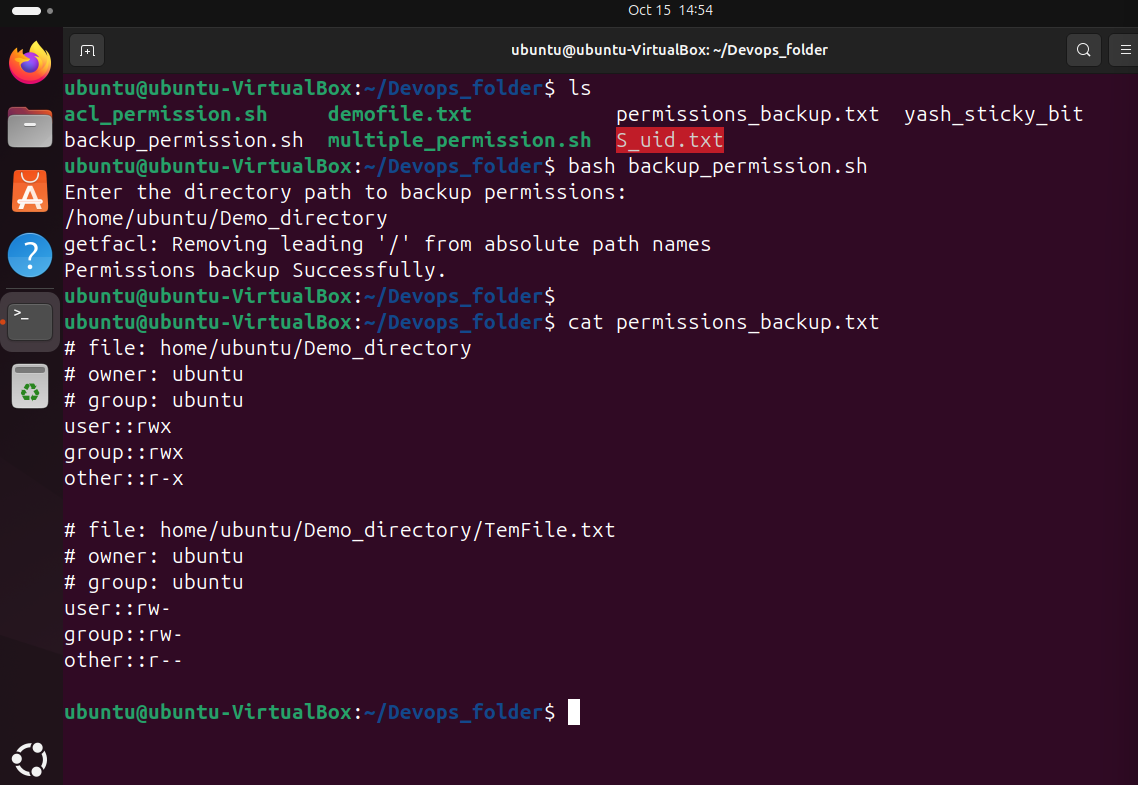 Oct 15 14:54
ubuntu@ubuntu-VirtualBox: ~/Devops_folder
ubuntu@ubuntu-VirtualBox:~/Devops_folder$ ls
acl_permission.sh demofile.txt permissions_backup.txt yash_sticky_bit
backup_permission.sh multiple_permission.sh S_uid.txt
ubuntu@ubuntu-VirtualBox:~/Devops_folder$ bash backup_permission.sh
Enter the directory path to backup permissions:
/home/ubuntu/Demo_directory
getfacl: Removing leading '/' from absolute path names
Permissions backup Successfully.
ubuntu@ubuntu-VirtualBox:~/Devops_folder$
ubuntu@ubuntu-VirtualBox:~/Devops_folder$ cat permissions_backup.txt
# file: home/ubuntu/Demo_directory
# owner: ubuntu
# group: ubuntu
user::rwx
group::rwx
other::r-x
# file: home/ubuntu/Demo_directory/TemFile.txt
# owner: ubuntu
# group: ubuntu
user::rw-
group::rw-
other::r--
ubuntu@ubuntu-VirtualBox:~/Devops_folder$